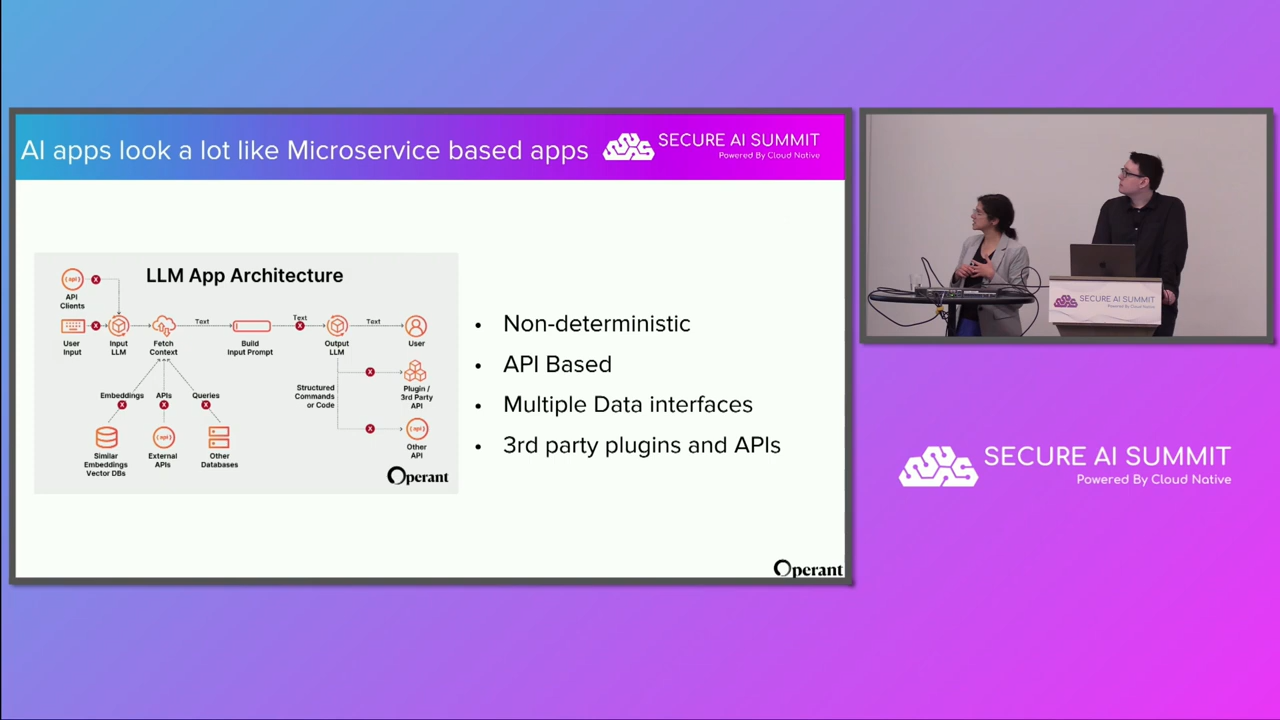 AI apps look a lot like Microservice based apps
SECURE AI SUMMIT
Powered By Cloud Native
LLM App Architecture
API
Clients
User
Input
Input
LLM
Fetch
Context
Text
Build
Input Prompt
Text
Output
LLM
Text
User
Embeddings
APIs
Queries
Structured
Commands
or Code
Plugin /
3rd Party
API
Similar
Embeddings
Vector DBs
External
APIs
Other
Databases
Other
API
Operant
• Non-deterministic
• API Based
• Multiple Data interfaces
• 3rd party plugins and APIs
Operant
SECURE AI SUMMIT
SECURE AI SUMMIT
Powered By Cloud Native